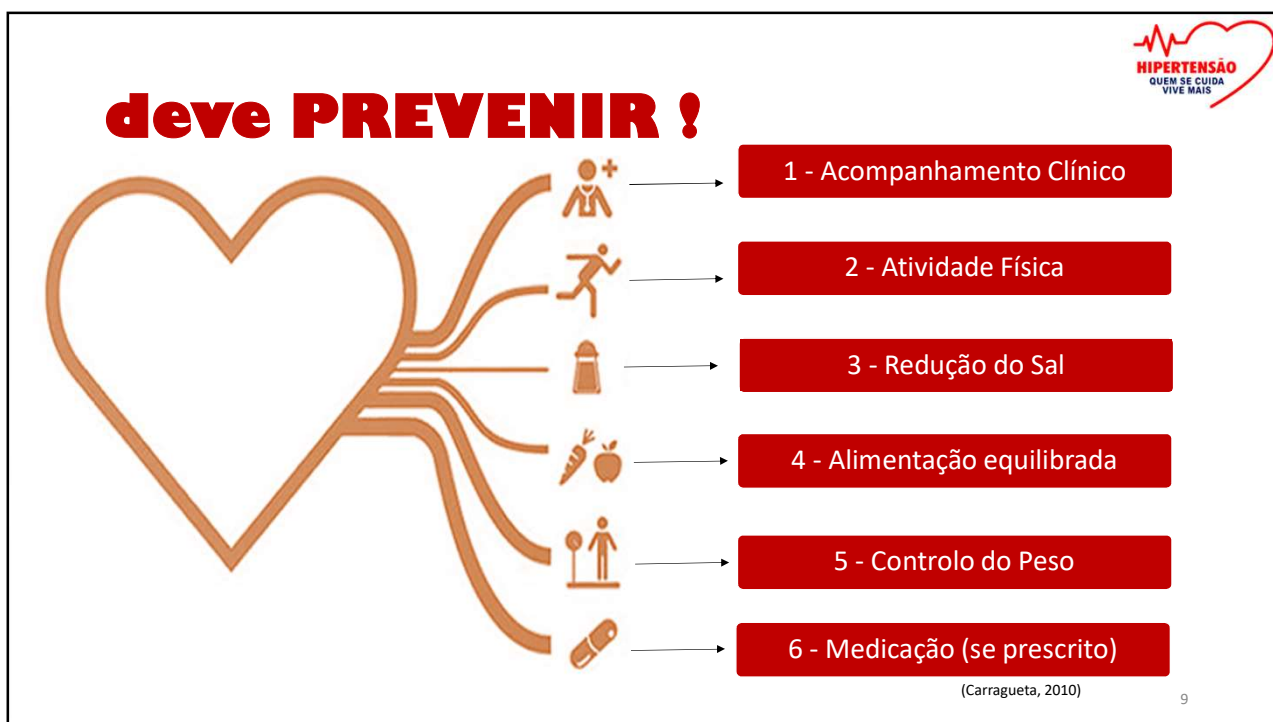 HIPERTENSÃO
QUEM SE CUIDA
VIVE MAIS
deve PREVENIR !
1 - Acompanhamento Clínico
2 - Atividade Física
3 - Redução do Sal
4 - Alimentação equilibrada
5 - Controlo do Peso
6 - Medicação (se prescrito)
(Carragueta, 2010)
9